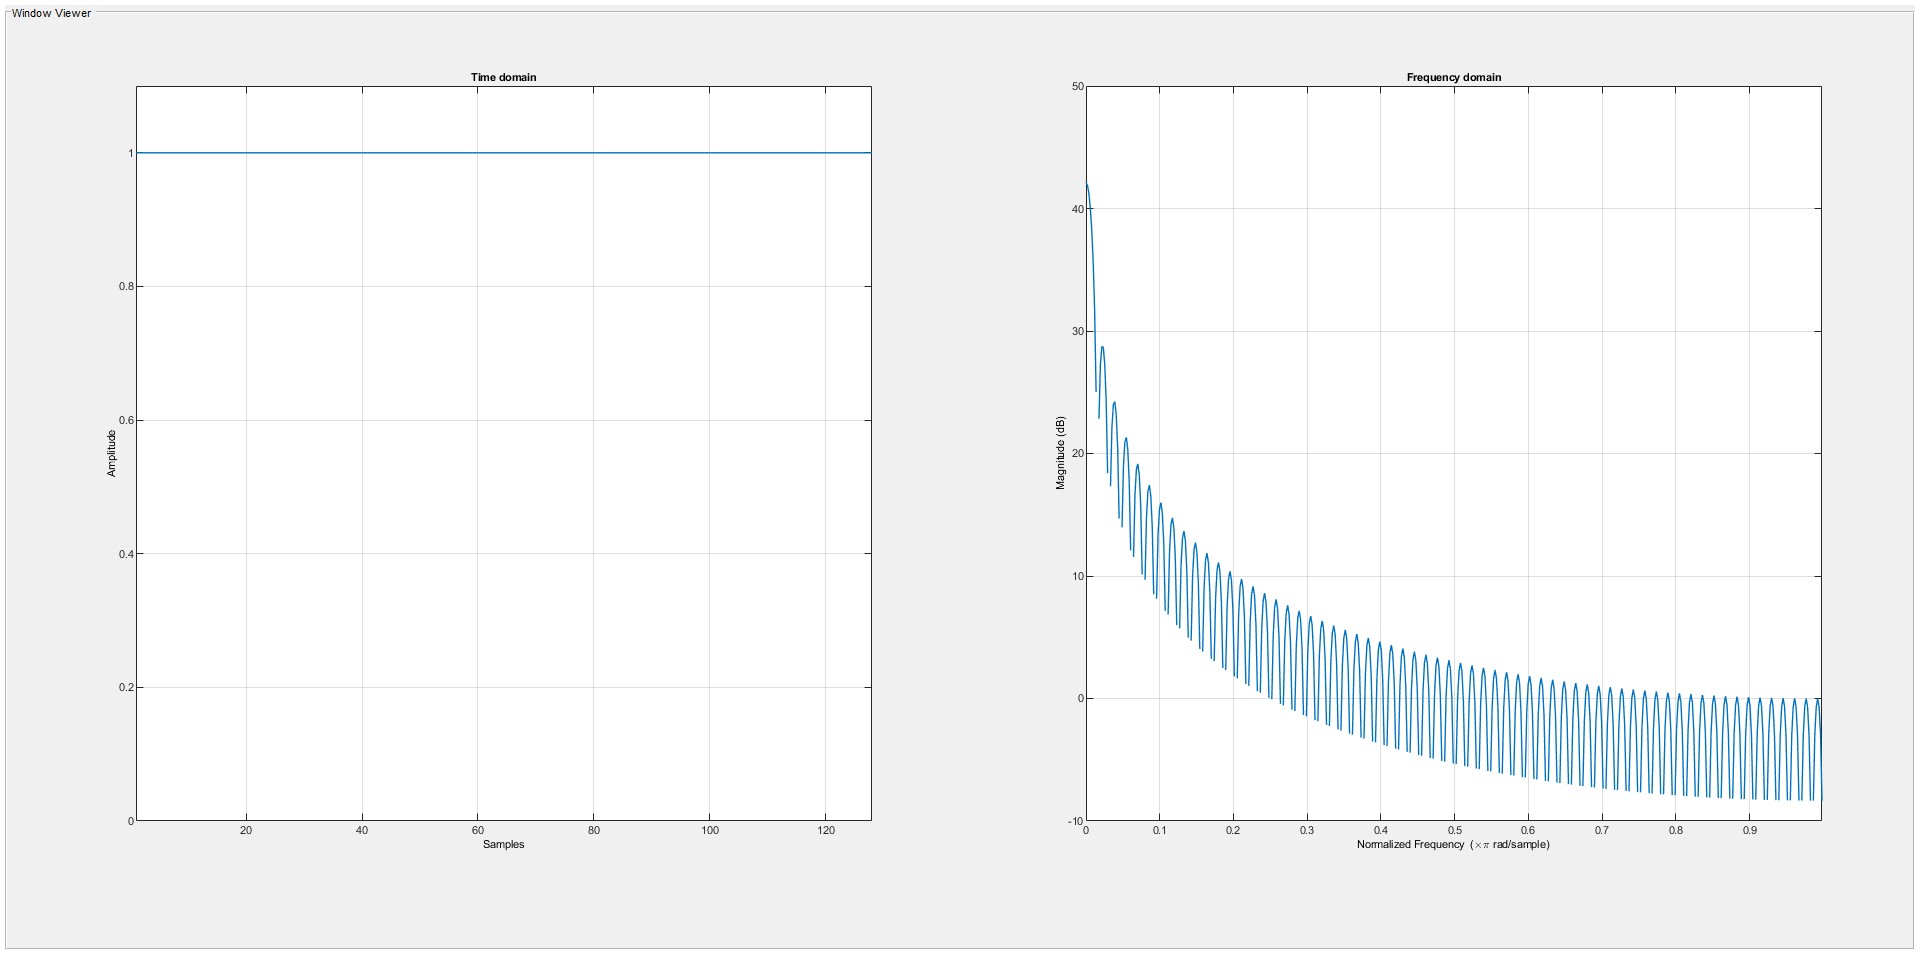 Window Viewer
Time domain
1
0.8
0.6
0.4
0.2
0
Amplitude
20 40 60 80 100 120
Samples
Frequency domain
50
40
30
20
10
0
-10
Magnitude (dB)
0 0.1 0.2 0.3 0.4 0.5 0.6 0.7 0.8 0.9
Normalized Frequency (×π rad/sample)